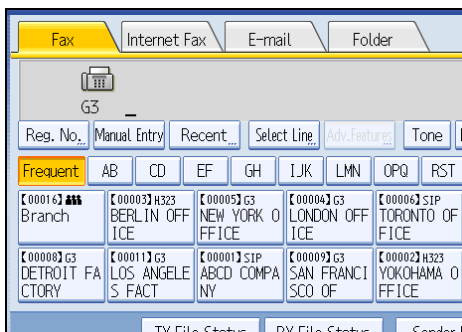 Fax Internet Fax E-mail Folder
G3 _
Reg. No. Manual Entry Recent Select Line Adv.Features Tone
Frequent AB CD EF GH IJK LMN OPQ RST
【00016】 【00003】H323 【00005】G3 【00004】G3 【00006】SIP
Branch BERLIN OFF NEW YORK O LONDON OFF TORONTO OF
ICE FFICE ICE FICE
【00008】G3 【00011】G3 【00001】SIP 【00009】G3 【00002】H323
DETROIT FA LOS ANGELE ABCD COMPA SAN FRANCI YOKOHAMA O
CTORY S FACT NY SCO OF FFICE
TX File Status RX File Status Sender